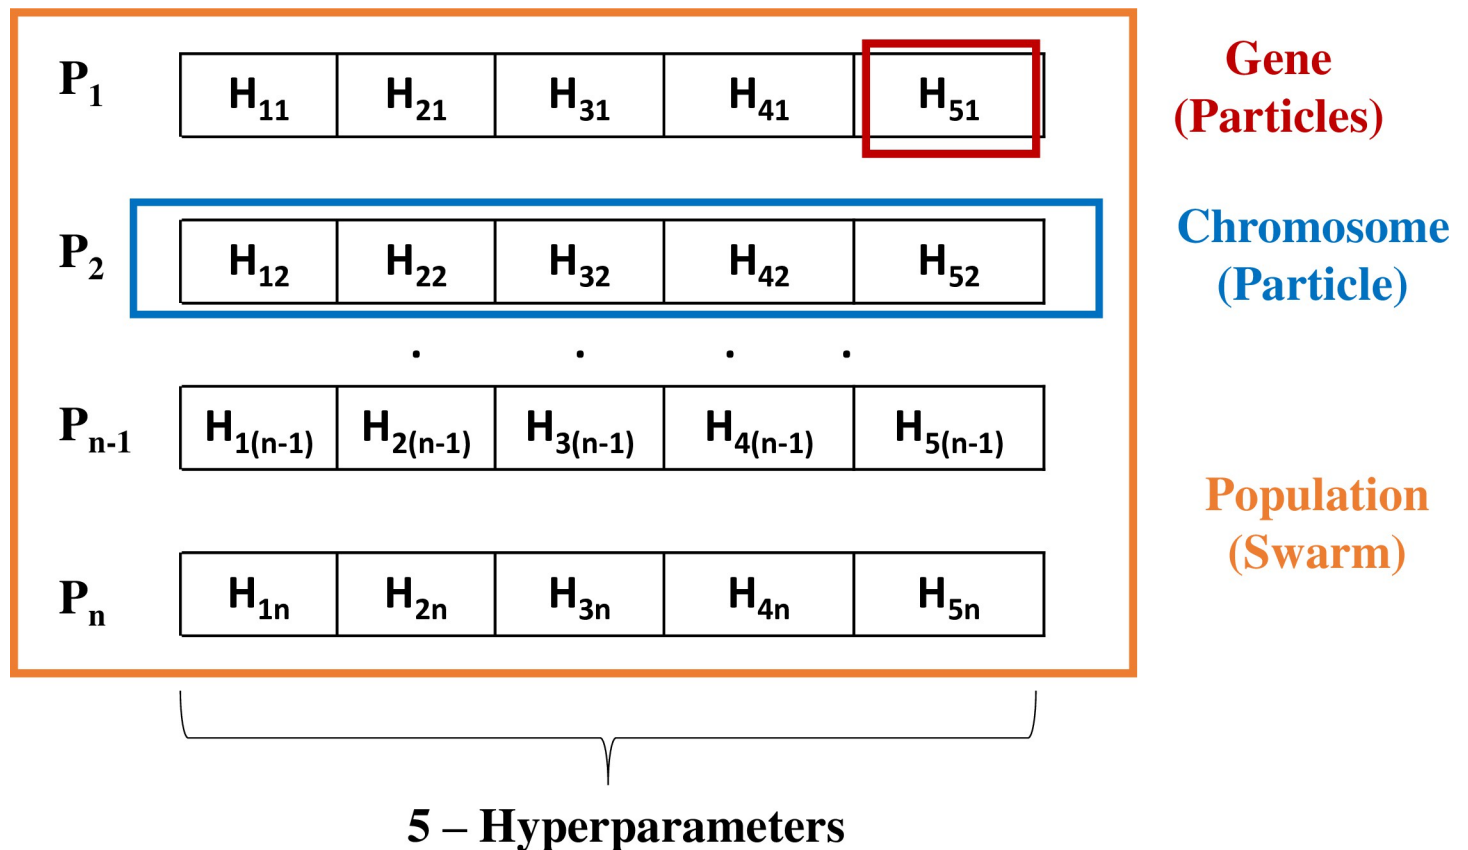 P1 H11 H21 H31 H41 H51
Gene
(Particles)
P2 H12 H22 H32 H42 H52
Chromosome
(Particle)
. . . .
Pn-1 H1(n-1) H2(n-1) H3(n-1) H4(n-1) H5(n-1)
Population
(Swarm)
Pn H1n H2n H3n H4n H5n
5 – Hyperparameters